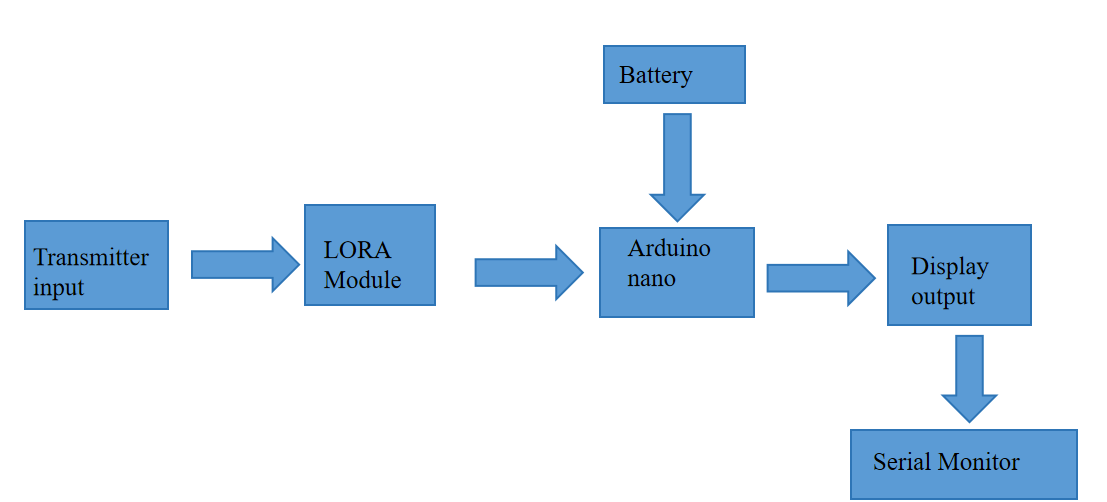 Battery
Transmitter
input
LORA
Module
Arduino
nano
Display
output
Serial Monitor